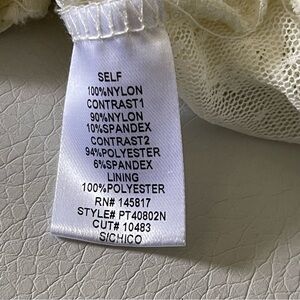 SELF
100%NYLON
CONTRAST1
90%NYLON
10%SPANDEX
CONTRAST2
94%POLYESTER
6%SPANDEX
LINING
100%POLYESTER
RN# 145817
STYLE# PT40802N
CUT# 10483
S/CHICO